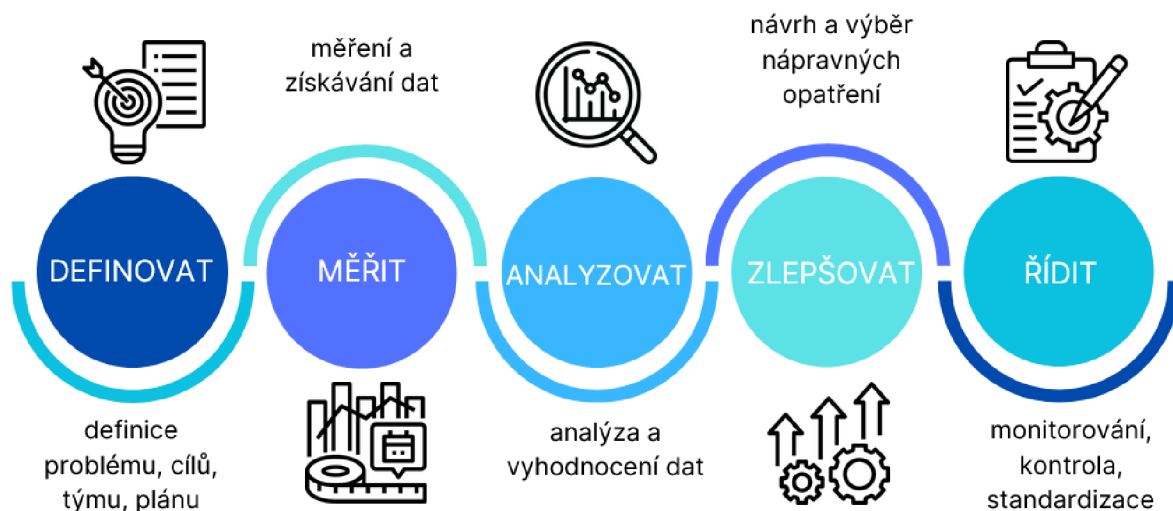 měření a
získávání dat
návrh a výběr
nápravných
opatření
DEFINOVAT
MĚŘIT
ANALYZOVAT
ZLEPŠOVAT
ŘÍDIT
definice
problému, cílů,
týmu, plánu
analýza a
vyhodnocení dat
monitorování,
kontrola,
standardizace